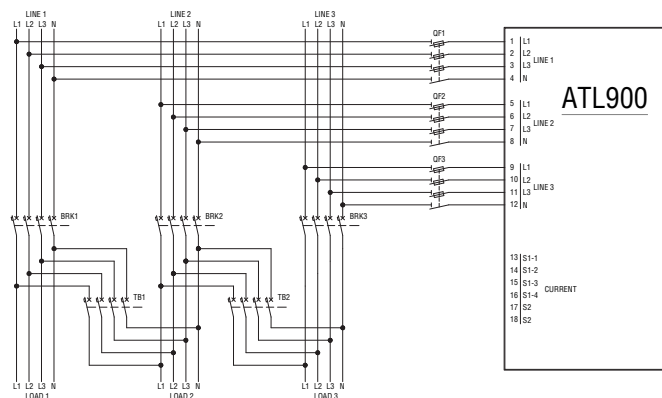 LINE 1
L1 L2 L3 N
LINE 2
L1 L2 L3 N
LINE 3
L1 L2 L3 N
QF1
1 L1
2 L2
3 L3
4 N
LINE 1
QF2
5 L1
6 L2
7 L3
8 N
LINE 2
QF3
9 L1
10 L2
11 L3
12 N
LINE 3
ATL900
BRK1
BRK2
BRK3
13 S1-1
14 S1-2
15 S1-3
16 S1-4
17 S2
18 S2
CURRENT
TB1
TB2
L1 L2 L3 N
LOAD 1
L1 L2 L3 N
LOAD 2
L1 L2 L3 N
LOAD 3